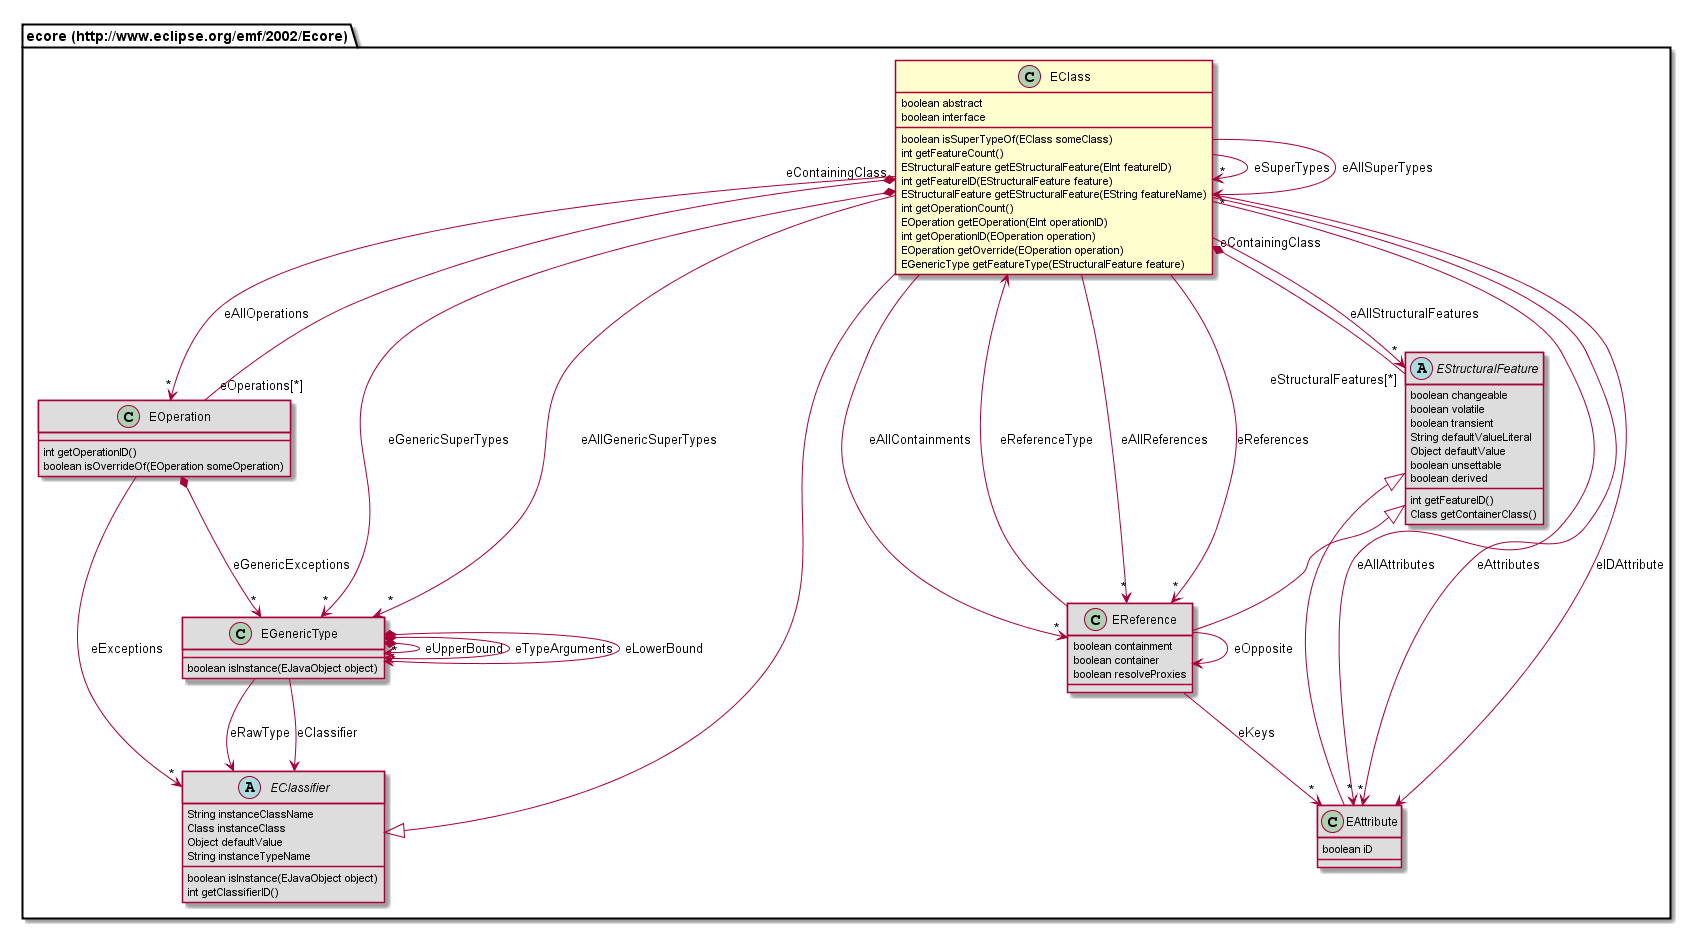 ecore (http://www.eclipse.org/emf/2002/Ecore)
C EClass
boolean abstract
boolean interface
boolean isSuperTypeOf(EClass someClass)
int getFeatureCount()
EStructuralFeature getEStructuralFeature(EInt featureID)
int getFeatureID(EStructuralFeature feature)
EStructuralFeature getEStructuralFeature(EString featureName)
int getOperationCount()
EOperation getEOperation(EInt operationID)
int getOperationID(EOperation operation)
EOperation getOverride(EOperation operation)
EGenericType getFeatureType(EStructuralFeature feature)
eContainingClass
*
eSuperTypes
eAllSuperTypes
*
eContainingClass
eAllOperations
eAllStructuralFeatures
*
*
eOperations[*]
eStructuralFeatures[*]
A EStructuralFeature
boolean changeable
boolean volatile
boolean transient
String defaultValueLiteral
Object defaultValue
boolean unsettable
boolean derived
int getFeatureID()
Class getContainerClass()
C EOperation
int getOperationID()
boolean isOverrideOf(EOperation someOperation)
eGenericSuperTypes
eAllGenericSuperTypes
eAllContainments
eReferenceType
eAllReferences
eReferences
eGenericExceptions
eAllAttributes
eAttributes
eIDAttribute
*
*
*
*
*
*
C EGenericType
boolean isInstance(EJavaObject object)
*
eUpperBound
eTypeArguments
eLowerBound
eExceptions
C EReference
boolean containment
boolean container
boolean resolveProxies
eOpposite
eRawType
eClassifier
eKeys
*
*
*
*
A EClassifier
String instanceClassName
Class instanceClass
Object defaultValue
String instanceTypeName
boolean isInstance(EJavaObject object)
int getClassifierID()
C EAttribute
boolean iD